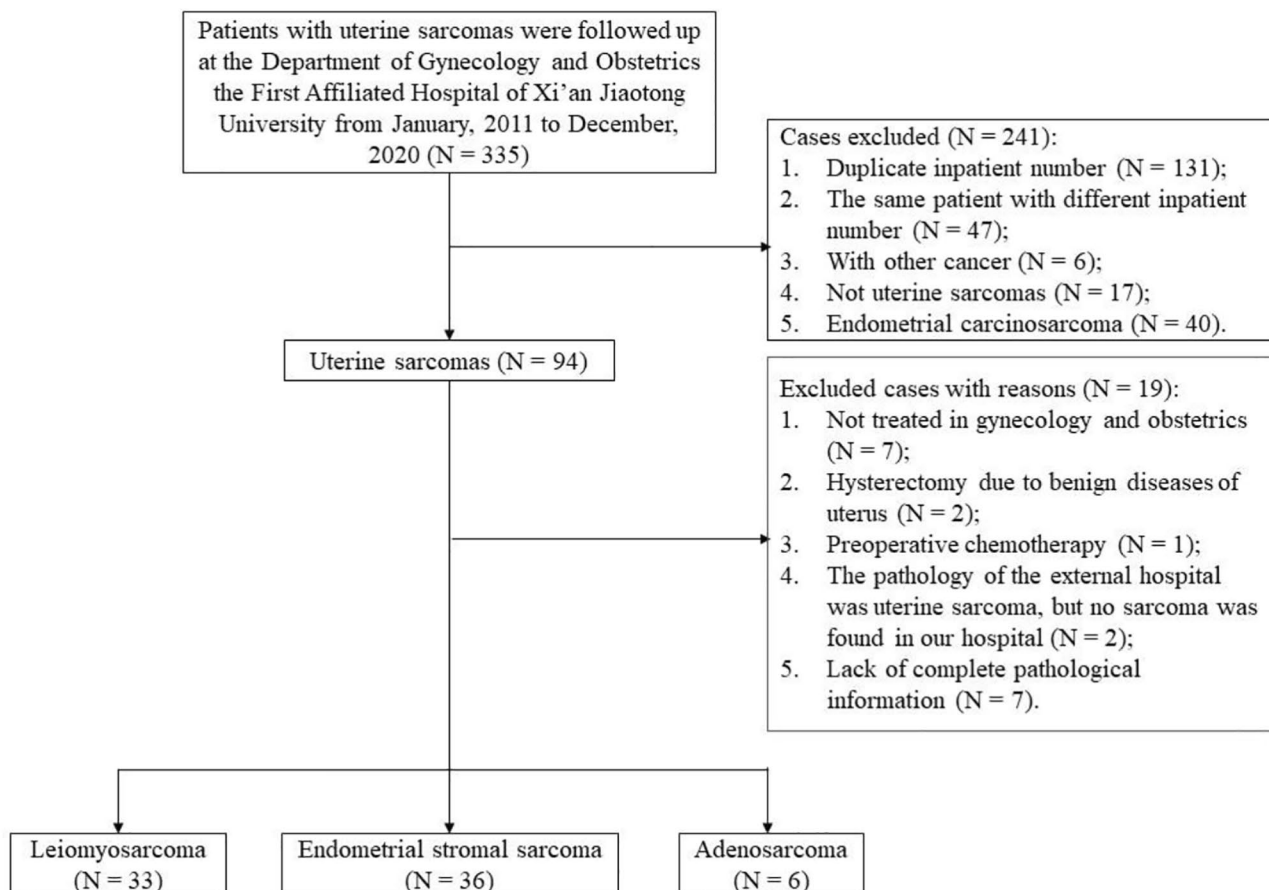 Patients with uterine sarcomas were followed up
at the Department of Gynecology and Obstetrics
the First Affiliated Hospital of Xi'an Jiaotong
University from January, 2011 to December,
2020 (N = 335)
Cases excluded (N = 241):
1. Duplicate inpatient number (N = 131);
2. The same patient with different inpatient
number (N = 47);
3. With other cancer (N = 6);
4. Not uterine sarcomas (N = 17);
5. Endometrial carcinosarcoma (N = 40).
Uterine sarcomas (N = 94)
Excluded cases with reasons (N = 19):
1. Not treated in gynecology and obstetrics
(N = 7);
2. Hysterectomy due to benign diseases of
uterus (N = 2);
3. Preoperative chemotherapy (N = 1);
4. The pathology of the external hospital
was uterine sarcoma, but no sarcoma was
found in our hospital (N = 2);
5. Lack of complete pathological
information (N = 7).
Leiomyosarcoma
(N = 33)
Endometrial stromal sarcoma
(N = 36)
Adenosarcoma
(N = 6)